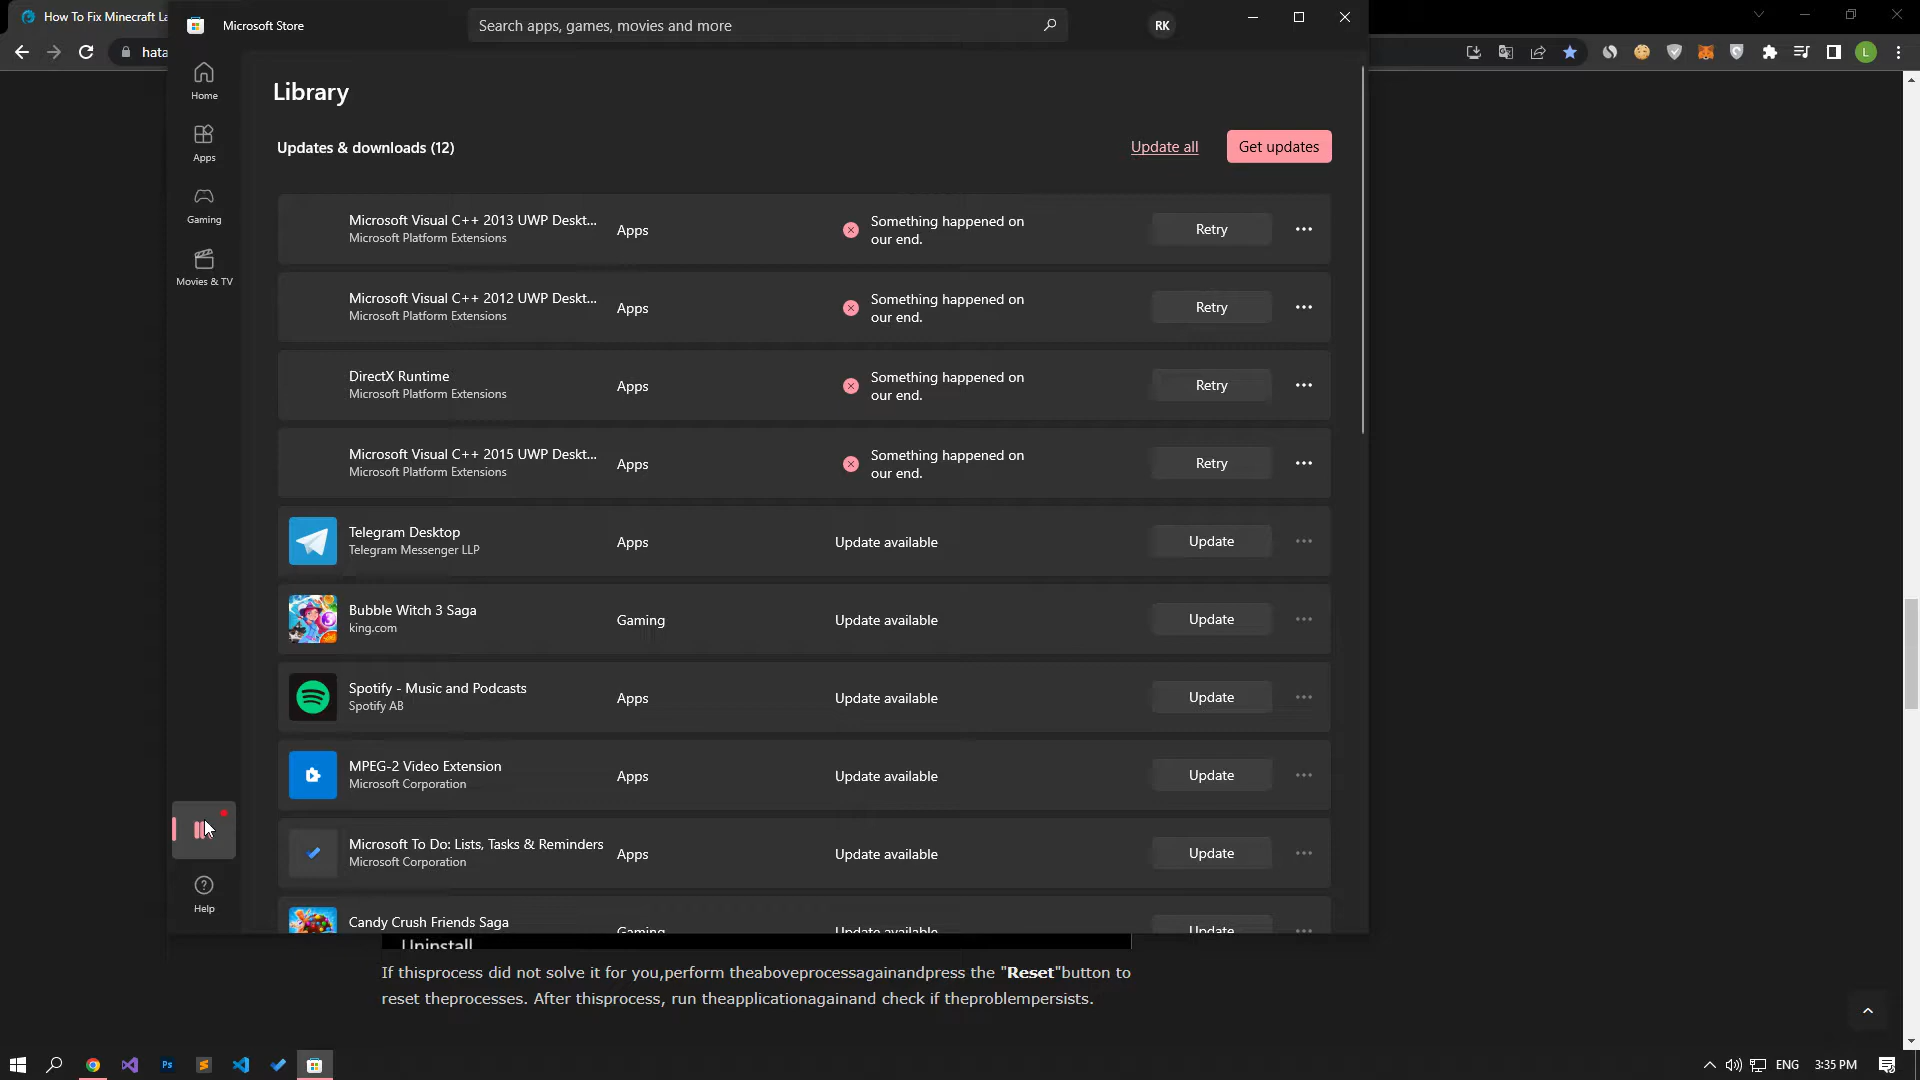 How To Fix Minecraft La
Microsoft Store
Search apps, games, movies and more
RK
hata
L
Home
Apps
Gaming
Movies & TV
Library
Updates & downloads (12)
Update all
Get updates
Microsoft Visual C++ 2013 UWP Deskt...
Microsoft Platform Extensions
Apps
Something happened on
our end.
Retry
Microsoft Visual C++ 2012 UWP Deskt...
Microsoft Platform Extensions
Apps
Something happened on
our end.
Retry
DirectX Runtime
Microsoft Platform Extensions
Apps
Something happened on
our end.
Retry
Microsoft Visual C++ 2015 UWP Deskt...
Microsoft Platform Extensions
Apps
Something happened on
our end.
Retry
Telegram Desktop
Telegram Messenger LLP
Apps
Update available
Update
Bubble Witch 3 Saga
king.com
Gaming
Update available
Update
Spotify - Music and Podcasts
Spotify AB
Apps
Update available
Update
MPEG-2 Video Extension
Microsoft Corporation
Apps
Update available
Update
Microsoft To Do: Lists, Tasks & Reminders
Microsoft Corporation
Apps
Update available
Update
Candy Crush Friends Saga
Gaming
Update available
Update
Help
Uninstall
If thisprocess did not solve it for you,perform theaboveprocessagainandpress the "Reset"button to
reset theprocesses. After thisprocess, run theapplicationagainand check if theproblempersists.
Ps
ENG
3:35 PM